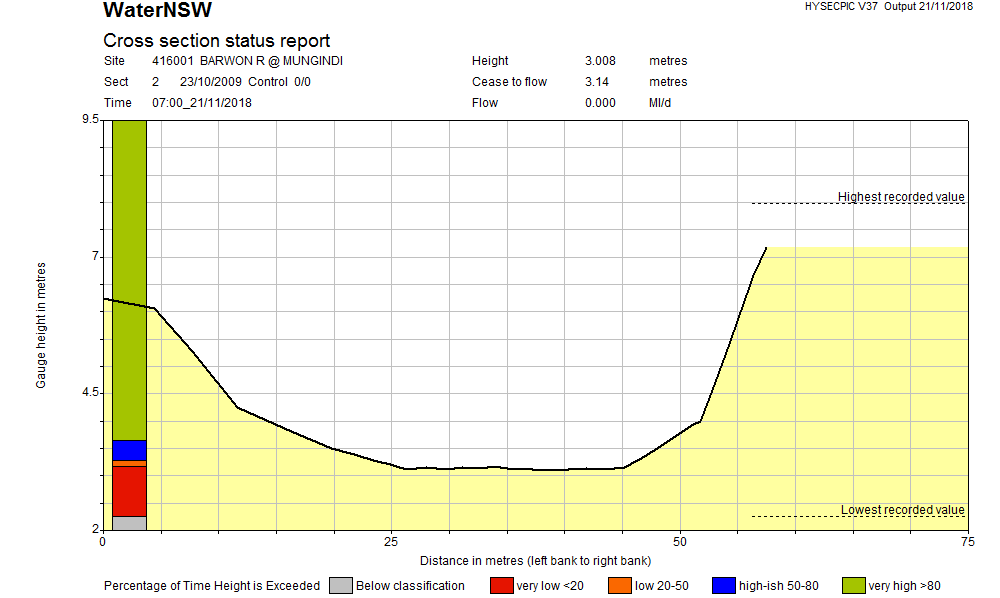 WaterNSW HYSECPIC V37 Output 21/11/2018
Cross section status report
Site 416001 BARWON R @ MUNGINDI Height 3.008 metres
Sect 2 23/10/2009 Control 0/0 Cease to flow 3.14 metres
Time 07:00_21/11/2018 Flow 0.000 Ml/d
9.5
Highest recorded value
7
Gauge height in metres
4.5
Lowest recorded value
2
0 25 50 75
Distance in metres (left bank to right bank)
Percentage of Time Height is Exceeded Below classification very low <20 low 20-50 high-ish 50-80 very high >80